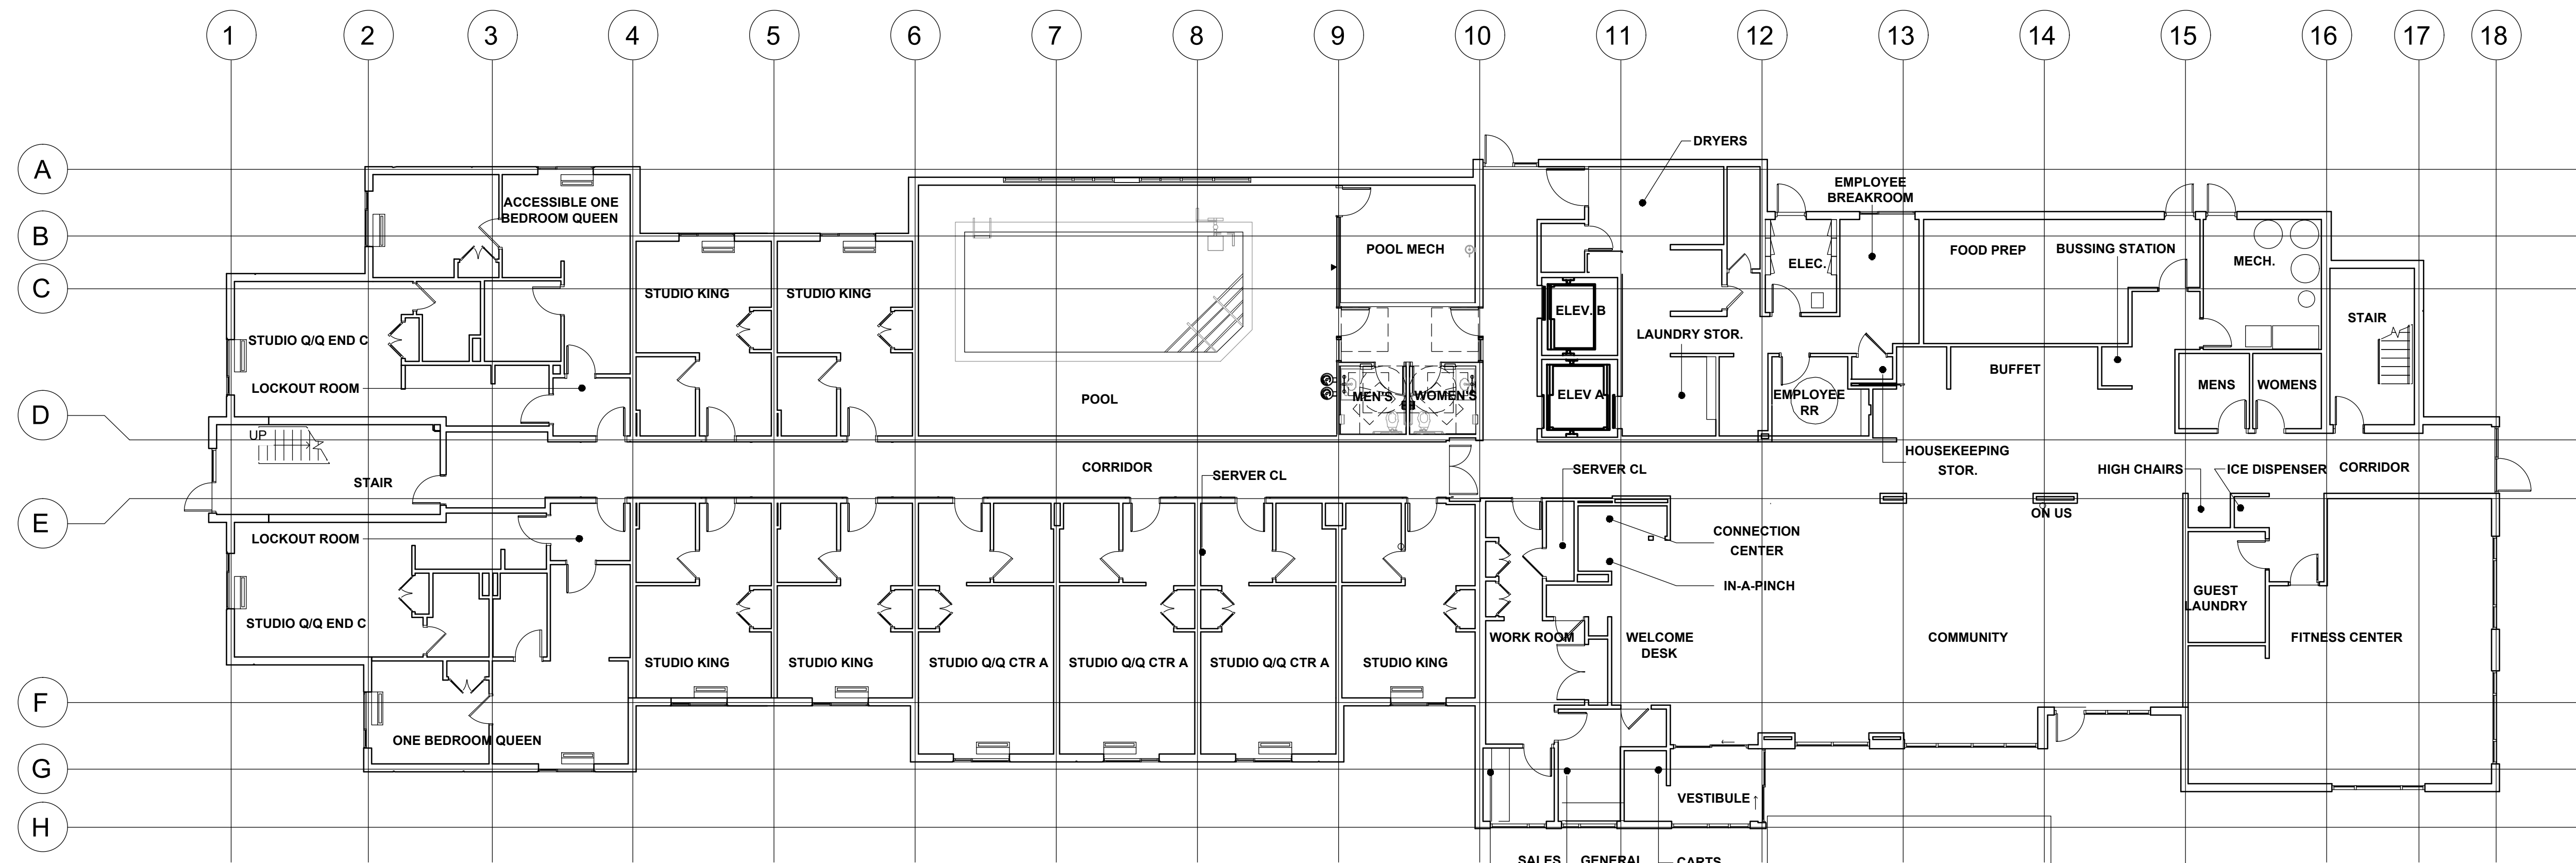 1 2 3 4 5 6 7 8 9 10 11 12 13 14 15 16 17 18
A
DRYERS
EMPLOYEE
BREAKROOM
ACCESSIBLE ONE
BEDROOM QUEEN
B
POOL MECH
FOOD PREP
BUSSING STATION
ELEC.
MECH.
C
STUDIO KING
STUDIO KING
ELEV. B
STAIR
LAUNDRY STOR.
STUDIO Q/Q END C
BUFFET
LOCKOUT ROOM
MENS
WOMENS
POOL
MEN'S
WOMEN'S
ELEV A
EMPLOYEE
RR
D
UP
HOUSEKEEPING
STOR.
CORRIDOR
SERVER CL
SERVER CL
HIGH CHAIRS
ICE DISPENSER
CORRIDOR
STAIR
ON US
E
LOCKOUT ROOM
CONNECTION
CENTER
IN-A-PINCH
GUEST
LAUNDRY
STUDIO Q/Q END C
WORK ROOM
WELCOME
DESK
COMMUNITY
FITNESS CENTER
STUDIO KING
STUDIO KING
STUDIO Q/Q CTR A
STUDIO Q/Q CTR A
STUDIO Q/Q CTR A
STUDIO KING
F
ONE BEDROOM QUEEN
G
VESTIBULE
H
SALES
GENERAL
CARTS